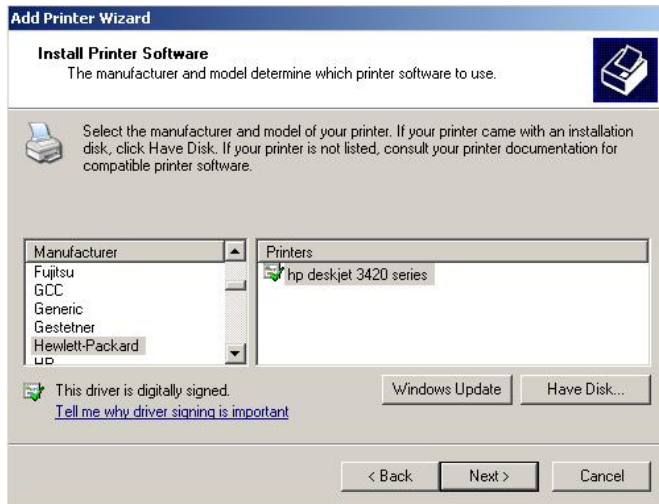 Add Printer Wizard
Install Printer Software
The manufacturer and model determine which printer software to use.
Select the manufacturer and model of your printer. If your printer came with an installation
disk, click Have Disk. If your printer is not listed, consult your printer documentation for
compatible printer software.
Manufacturer
Fujitsu
GCC
Generic
Gestetner
Hewlett-Packard
HP
Printers
hp deskjet 3420 series
This driver is digitally signed.
Tell me why driver signing is important
Windows Update
Have Disk...
< Back
Next >
Cancel